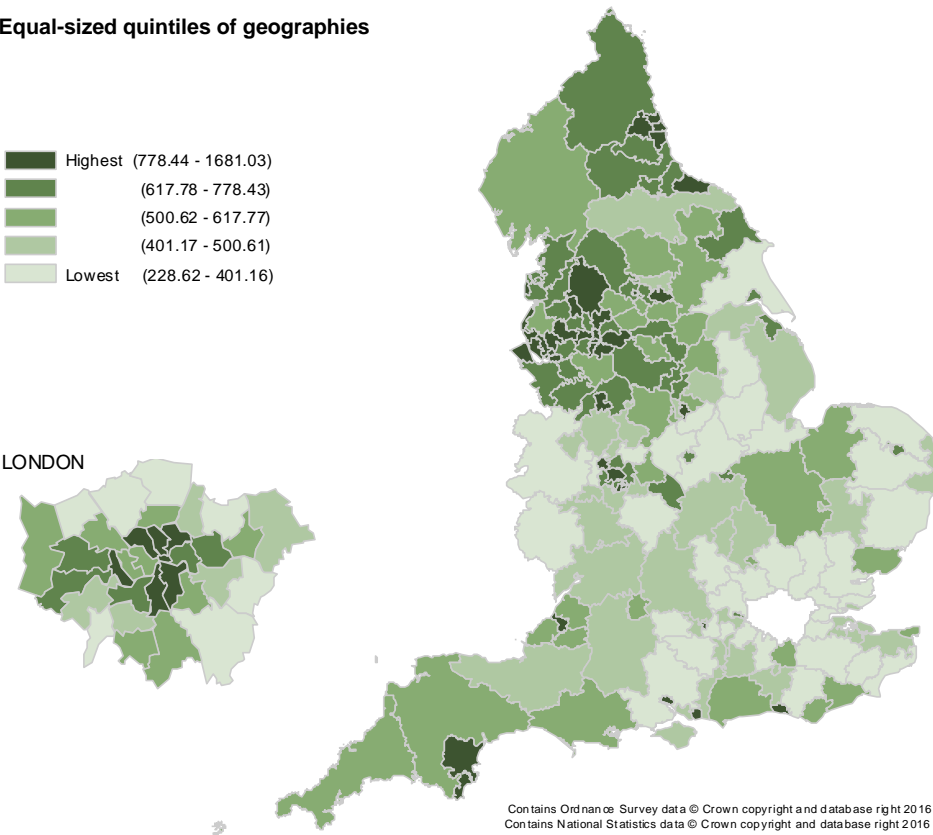 Equal-sized quintiles of geographies
Highest (778.44 - 1681.03)
(617.78 - 778.43)
(500.62 - 617.77)
(401.17 - 500.61)
Lowest (228.62 - 401.16)
LONDON
Contains Ordnance Survey data © Crown copyright and database right 2016
Contains National Statistics data © Crown copyright and database right 2016